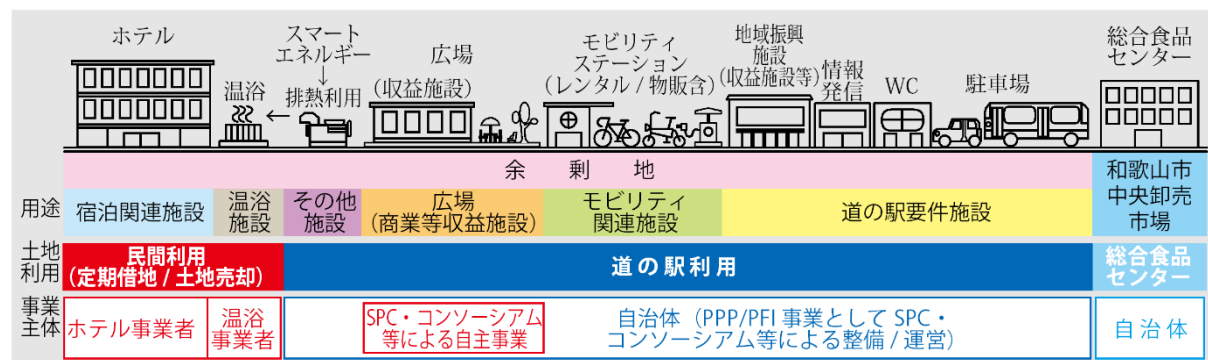 ホテル
温浴
←
スマート
エネルギー
↓
排熱利用
広場
(収益施設)
モビリティ
ステーション
(レンタル / 物販含)
地域振興
施設
(収益施設等)
情報
発信
WC
駐車場
総合食品
センター
余剰地
和歌山市
中央卸売
市場
用途
宿泊関連施設
温浴
施設
その他
施設
広場
(商業等収益施設)
モビリティ
関連施設
道の駅要件施設
土地
利用
民間利用
(定期借地 / 土地売却)
道の駅利用
総合食品
センター
事業
主体
ホテル事業者
温浴
事業者
SPC・コンソーシアム
等による自主事業
自治体（PPP/PFI 事業として SPC・
コンソーシアム等による整備 / 運営）
自治体